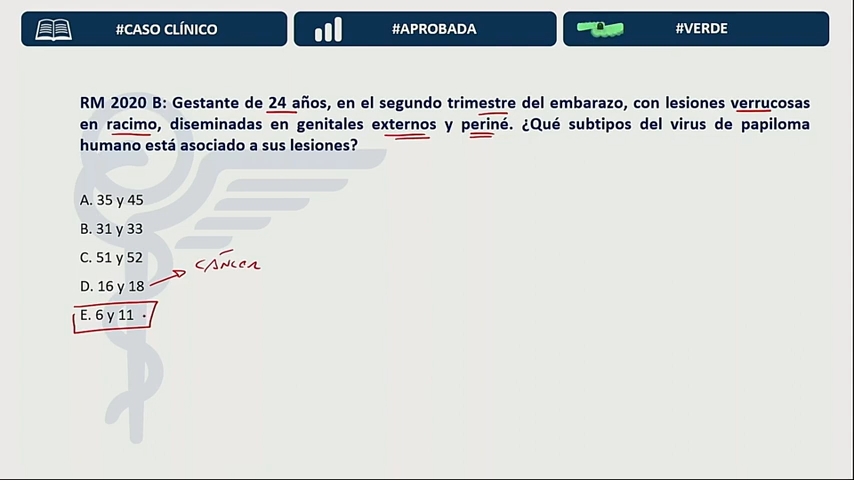 #CASO CLÍNICO
#APROBADA
#VERDE
RM 2020 B: Gestante de 24 años, en el segundo trimestre del embarazo, con lesiones verrucosas
en racimo, diseminadas en genitales externos y periné. ¿Qué subtipos del virus de papiloma
humano está asociado a sus lesiones?
A. 35 y 45
B. 31 y 33
C. 51 y 52
D. 16 y 18
CÁNCER
E. 6 y 11